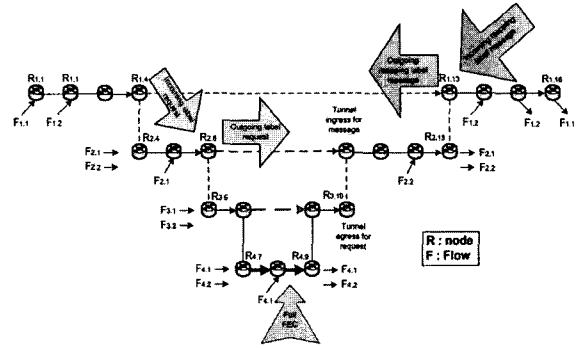 Outgoing
label
message
R1.1
R1.1
R1.4
R1.13
R1.16
F1.1
F1.2
F1.2
F1.2
F1.1
Outgoing label
request
Tunnel
ingress for
message
R2.4
R2.6
R2.13
F2.1
F2.2
F2.1
F2.2
F2.1
F2.2
F3.1
F3.2
R3.10
Tunnel
egress for
request
R4.7
R4.9
F4.1
F4.2
F4.1
F4.1
F4.2
Full
FEC
R : node
F : Flow